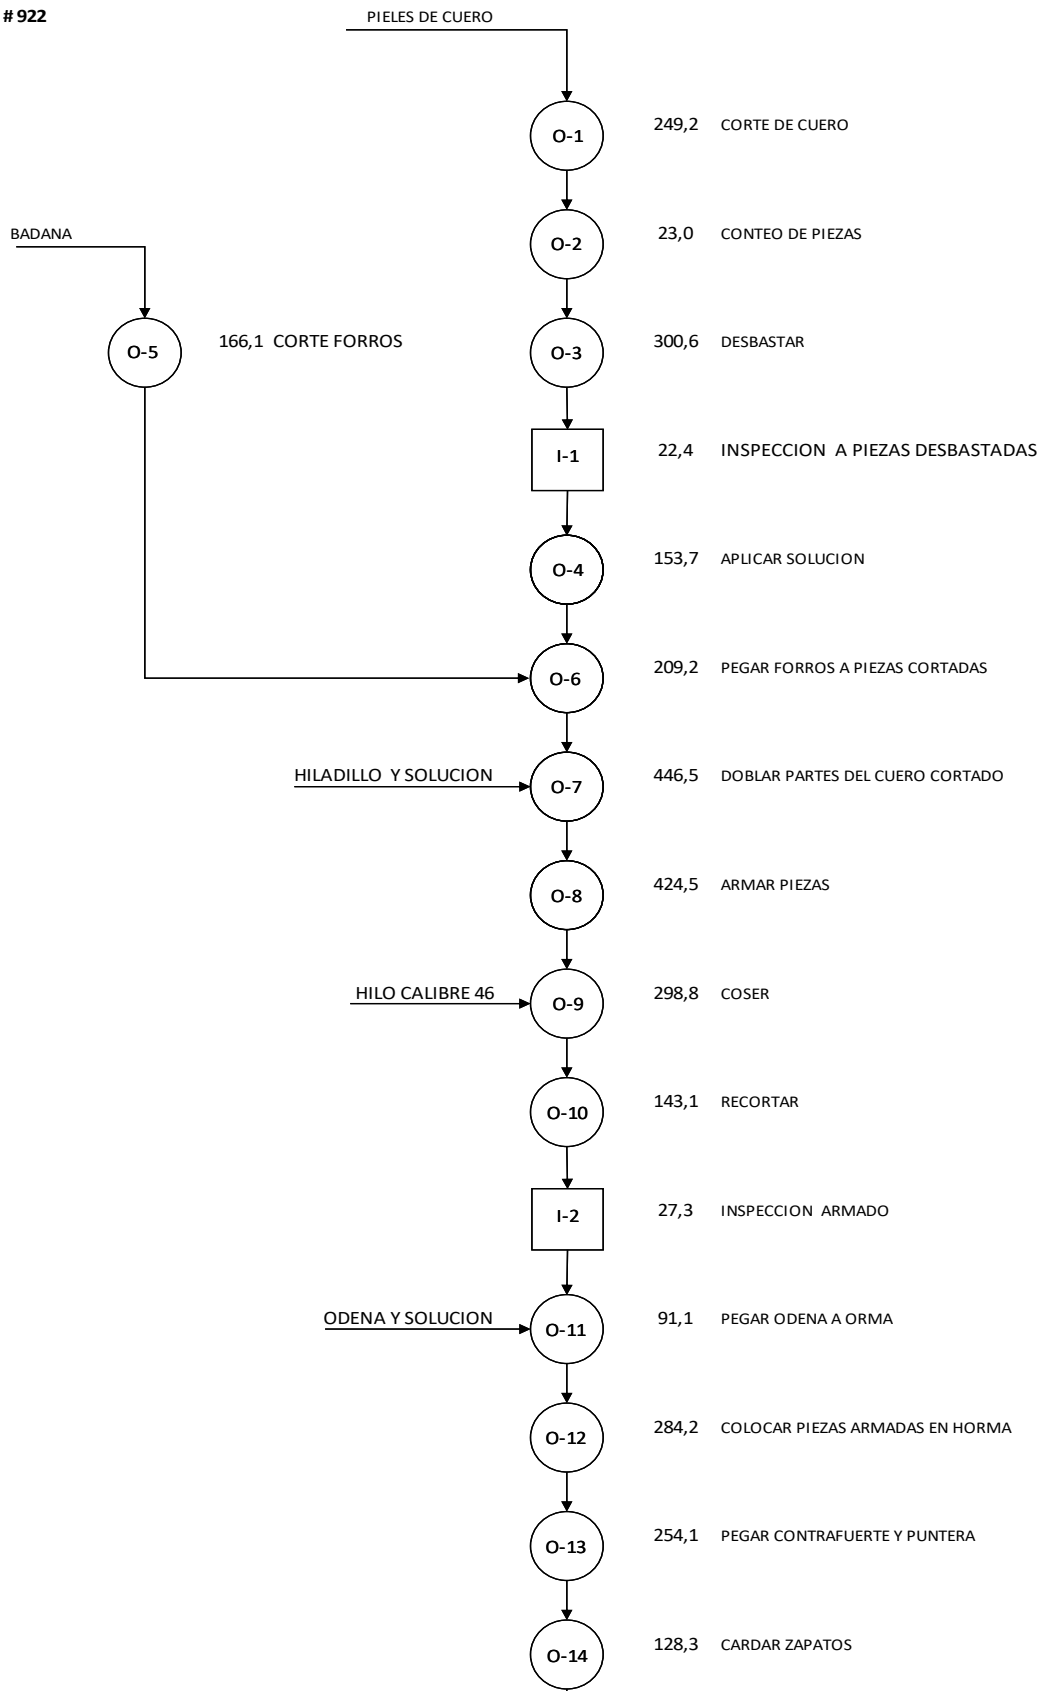 # 922
PIELES DE CUERO
O-1 249,2 CORTE DE CUERO
BADANA
O-2 23,0 CONTEO DE PIEZAS
O-5 166,1 CORTE FORROS
O-3 300,6 DESBASTAR
I-1 22,4 INSPECCION A PIEZAS DESBASTADAS
O-4 153,7 APLICAR SOLUCION
O-6 209,2 PEGAR FORROS A PIEZAS CORTADAS
HILADILLO Y SOLUCION
O-7 446,5 DOBLAR PARTES DEL CUERO CORTADO
O-8 424,5 ARMAR PIEZAS
HILO CALIBRE 46
O-9 298,8 COSER
O-10 143,1 RECORTAR
I-2 27,3 INSPECCION ARMADO
ODENA Y SOLUCION
O-11 91,1 PEGAR ODENA A ORMA
O-12 284,2 COLOCAR PIEZAS ARMADAS EN HORMA
O-13 254,1 PEGAR CONTRAFUERTE Y PUNTERA
O-14 128,3 CARDAR ZAPATOS